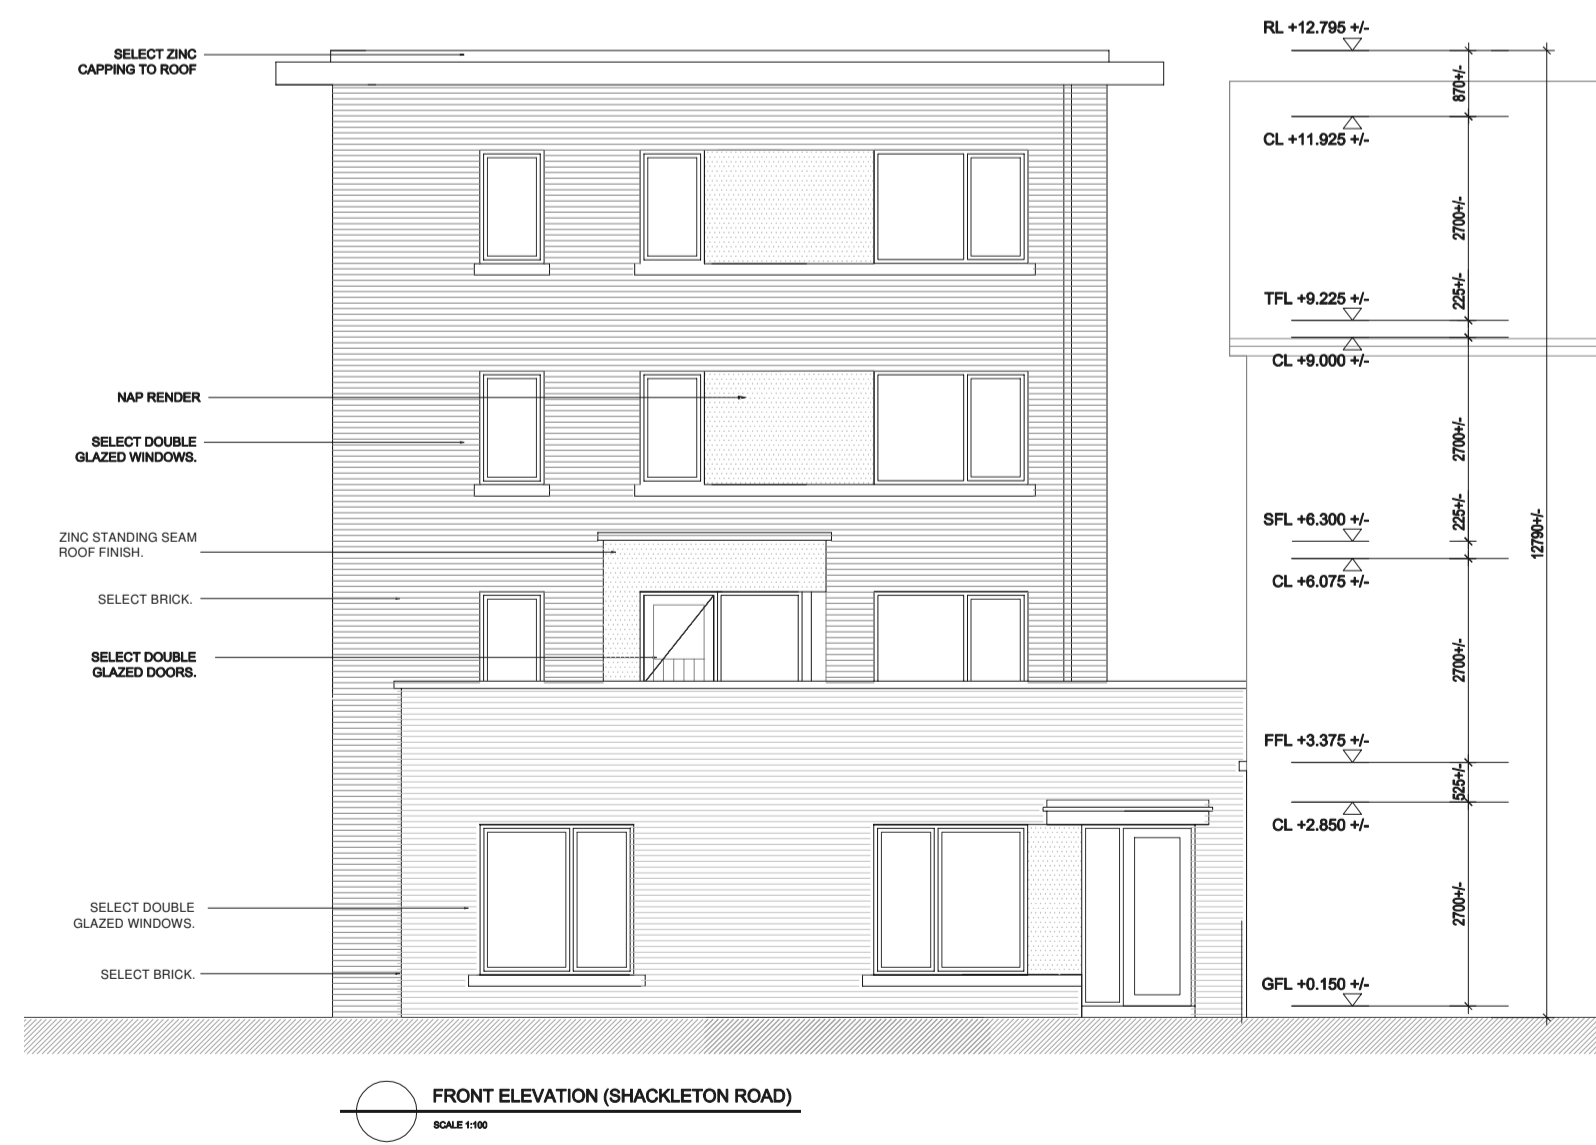 RL +12.795 +/-
SELECT ZINC
CAPPING TO ROOF
870+/-
CL +11.925 +/-
2700+/-
TFL +9.225 +/-
225+/-
CL +9.000 +/-
NAP RENDER
SELECT DOUBLE
GLAZED WINDOWS.
2700+/-
SFL +6.300 +/-
225+/-
12790+/-
ZINC STANDING SEAM
ROOF FINISH.
CL +6.075 +/-
SELECT BRICK.
SELECT DOUBLE
GLAZED DOORS.
2700+/-
FFL +3.375 +/-
525+/-
CL +2.850 +/-
SELECT DOUBLE
GLAZED WINDOWS.
2700+/-
SELECT BRICK.
GFL +0.150 +/-
FRONT ELEVATION (SHACKLETON ROAD)
SCALE 1:100